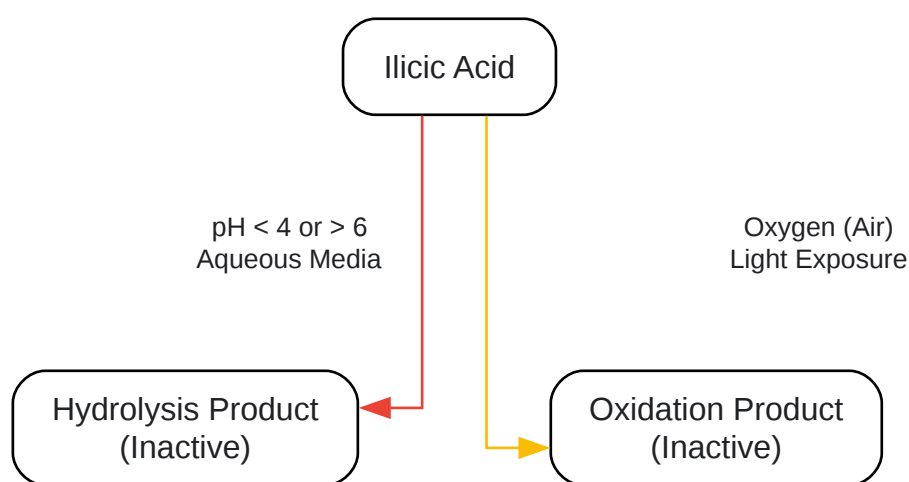 Ilicic Acid
pH < 4 or > 6
Aqueous Media
Oxygen (Air)
Light Exposure
Hydrolysis Product
(Inactive)
Oxidation Product
(Inactive)